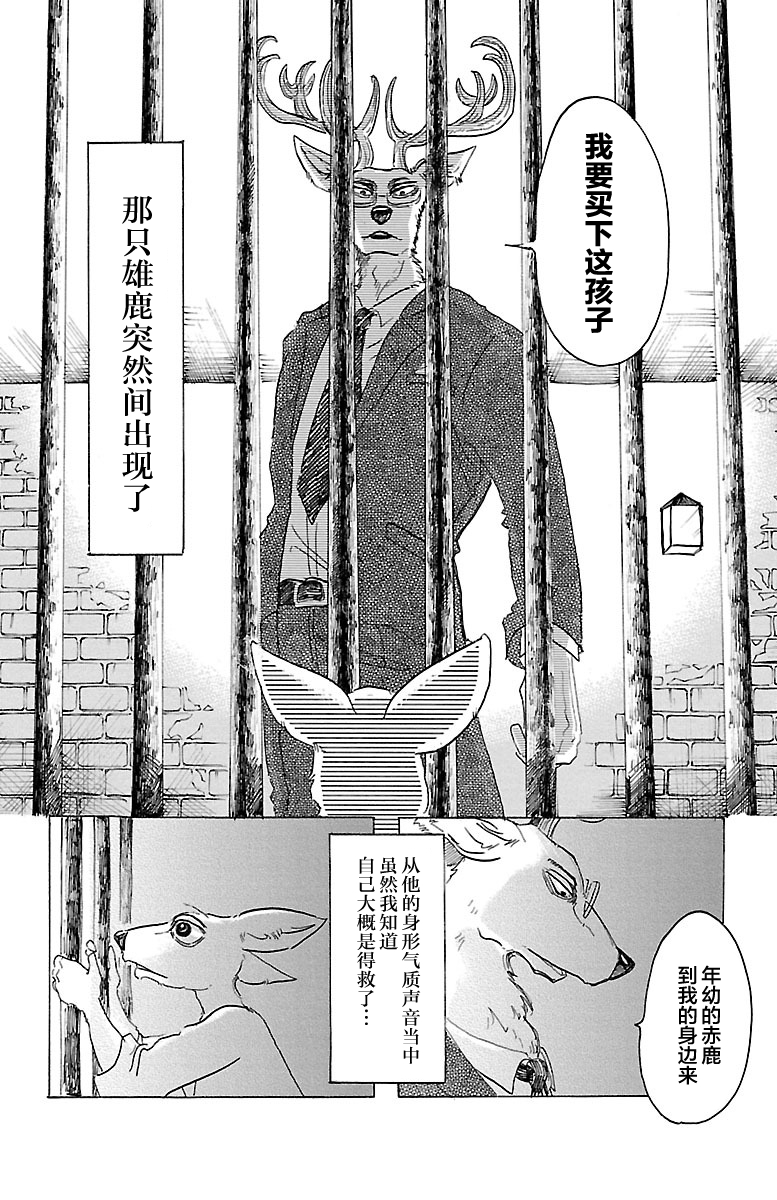 我要买下这孩子
那只雄鹿突然间出现了
年幼的赤鹿
到我的身边来
从他的身形气质声音当中
虽然我知道
自己大概是得救了…